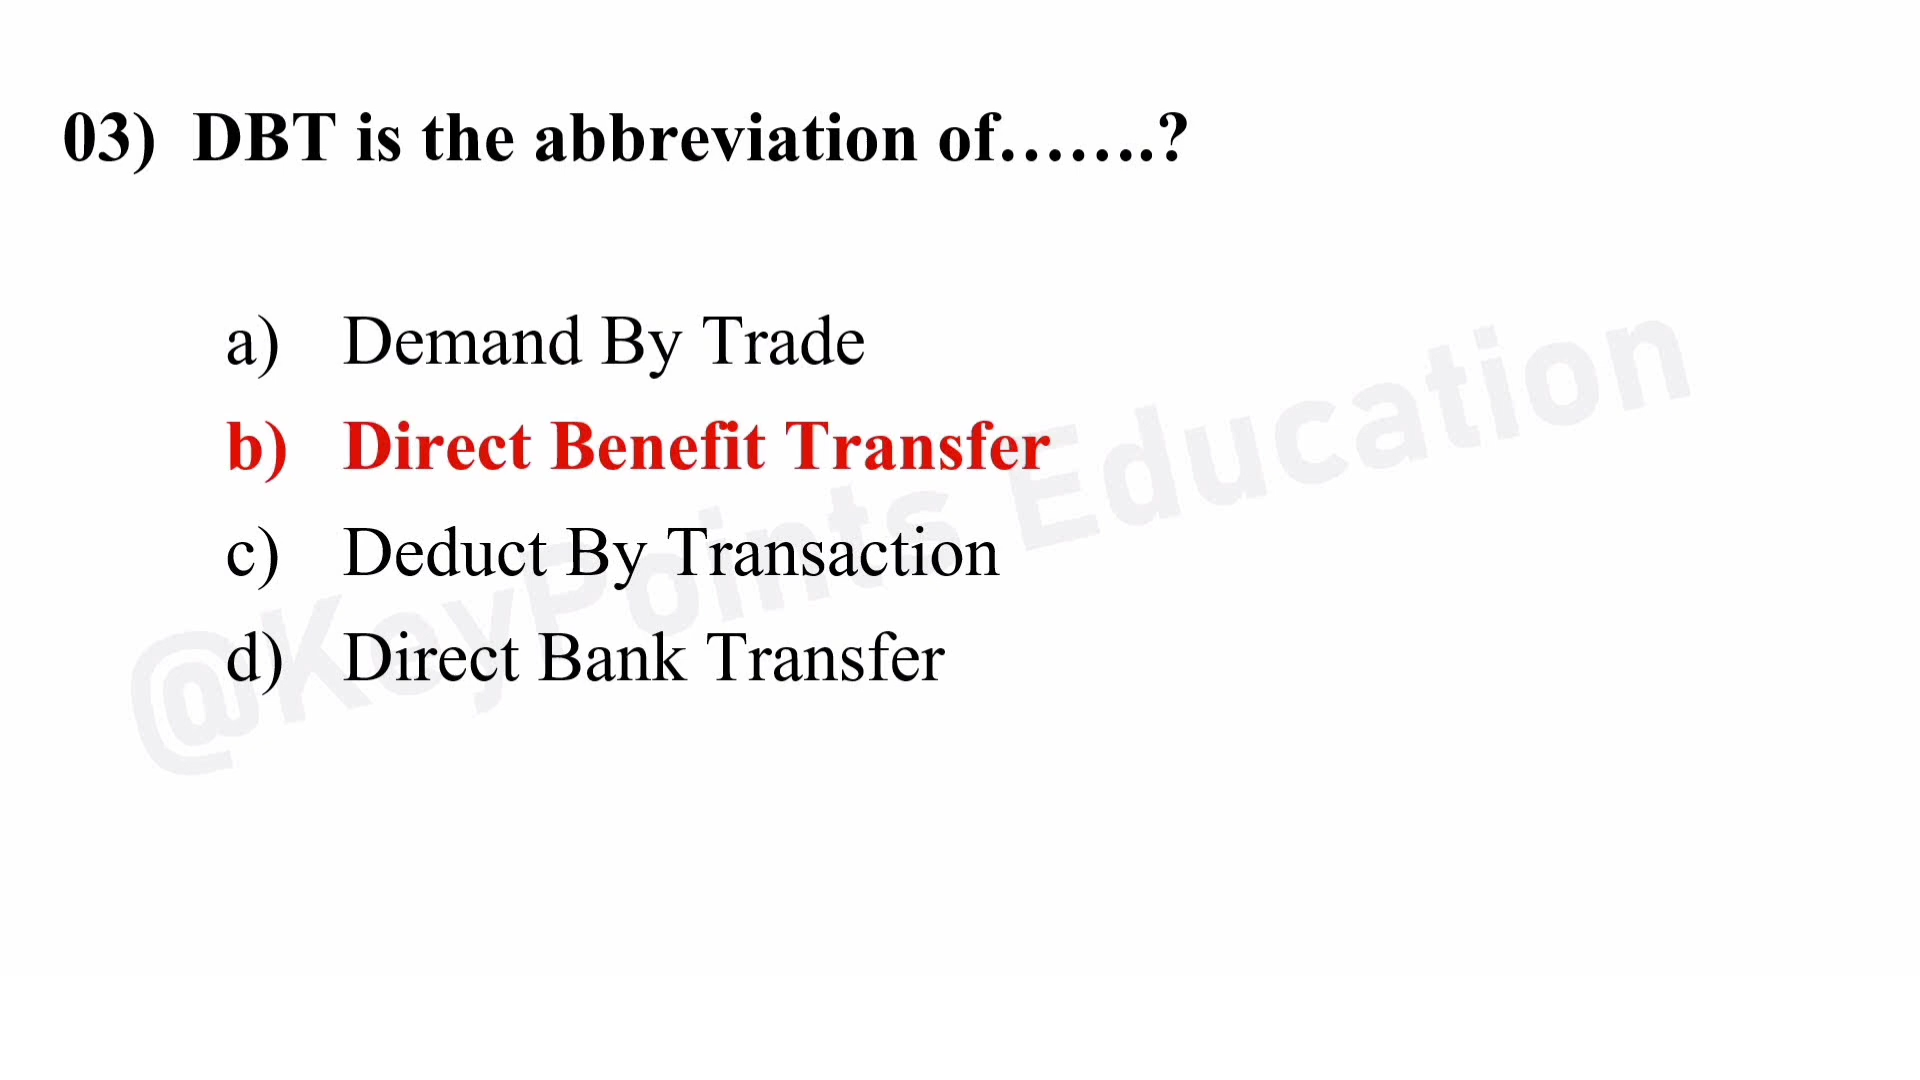 03) DBT is the abbreviation of.......?
a) Demand By Trade
b) Direct Benefit Transfer
c) Deduct By Transaction
d) Direct Bank Transfer
@KeyPoints Education